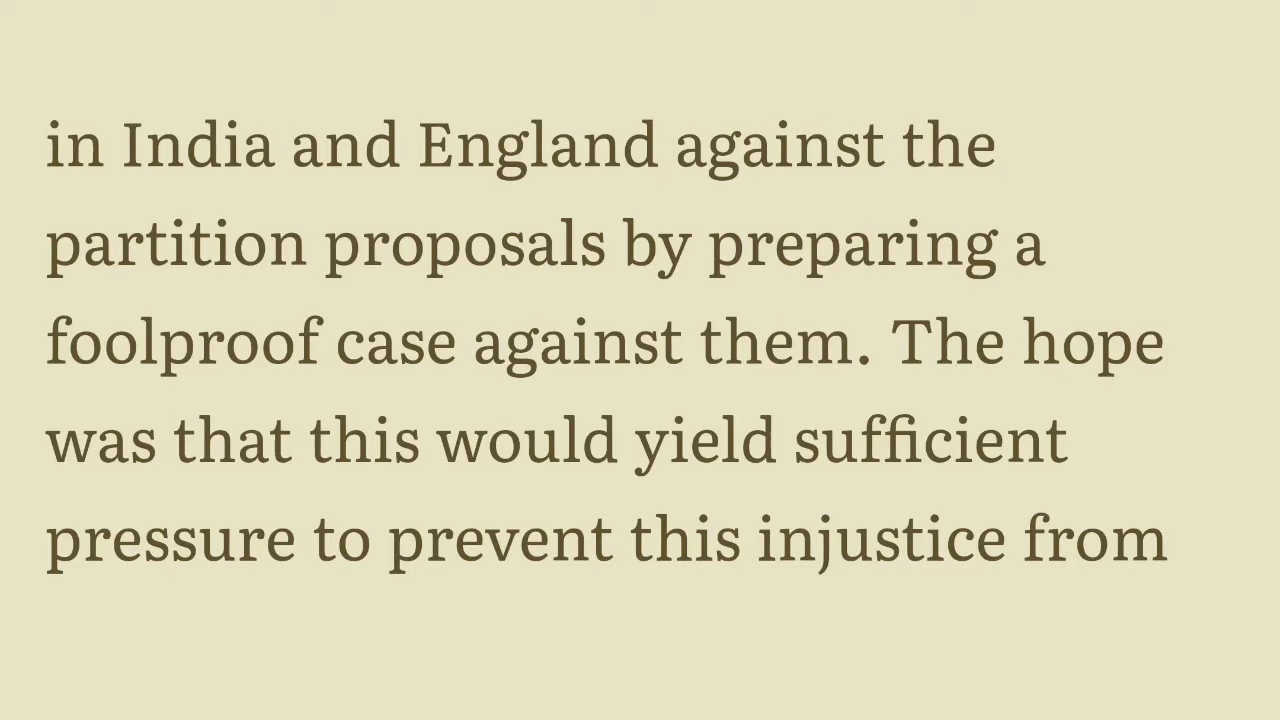 in India and England against the
partition proposals by preparing a
foolproof case against them. The hope
was that this would yield sufficient
pressure to prevent this injustice from